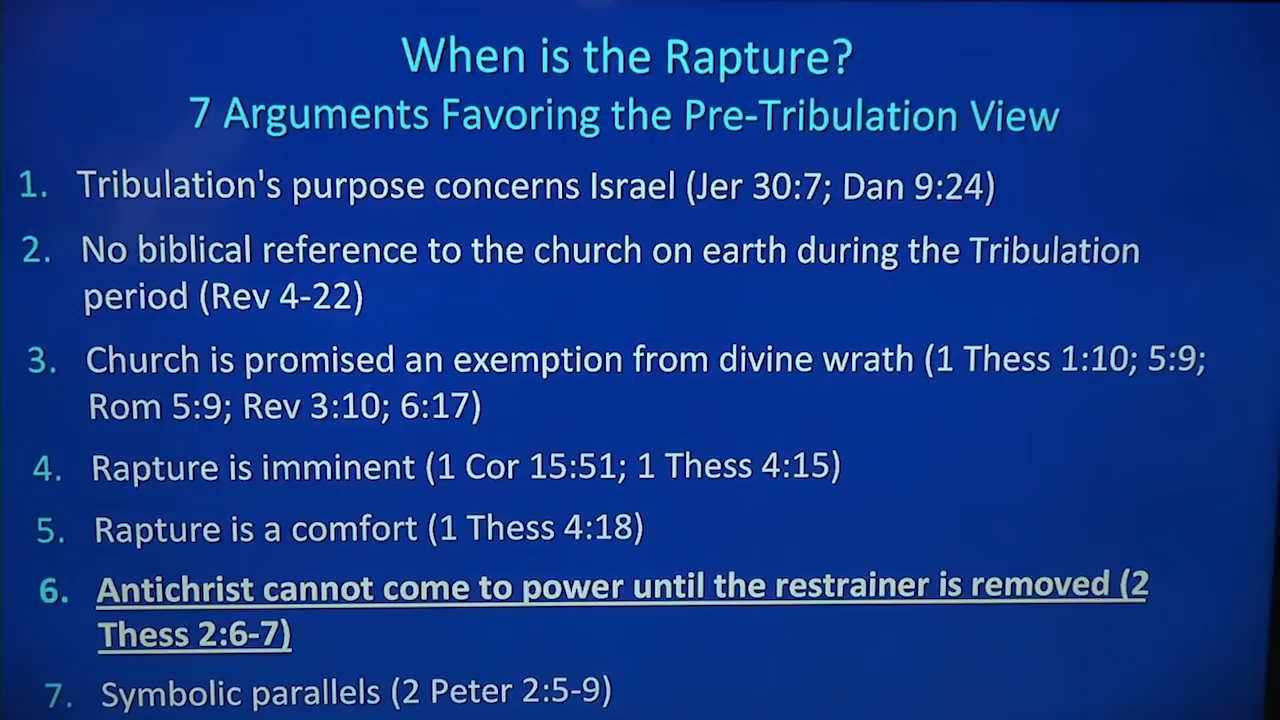 When is the Rapture?
7 Arguments Favoring the Pre-Tribulation View
1. Tribulation's purpose concerns Israel (Jer 30:7; Dan 9:24)
2. No biblical reference to the church on earth during the Tribulation
period (Rev 4-22)
3. Church is promised an exemption from divine wrath (1 Thess 1:10; 5:9;
Rom 5:9; Rev 3:10; 6:17)
4. Rapture is imminent (1 Cor 15:51; 1 Thess 4:15)
5. Rapture is a comfort (1 Thess 4:18)
6. Antichrist cannot come to power until the restrainer is removed (2
Thess 2:6-7)
7. Symbolic parallels (2 Peter 2:5-9)